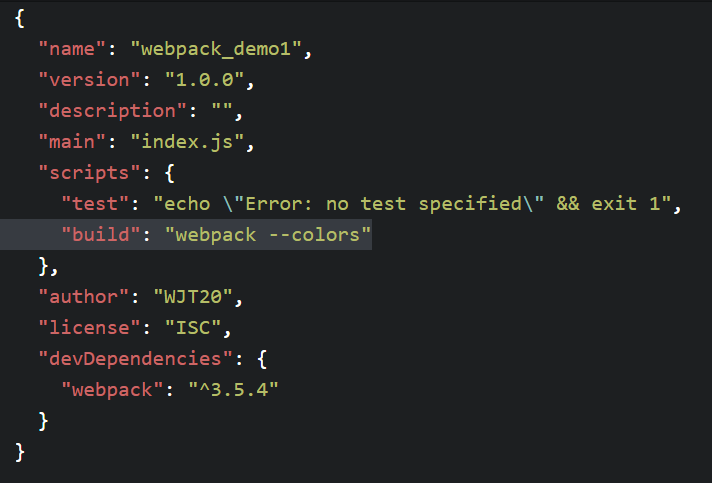 {
  "name": "webpack_demo1",
  "version": "1.0.0",
  "description": "",
  "main": "index.js",
  "scripts": {
    "test": "echo \"Error: no test specified\" && exit 1",
    "build": "webpack --colors"
  },
  "author": "WJT20",
  "license": "ISC",
  "devDependencies": {
    "webpack": "^3.5.4"
  }
}